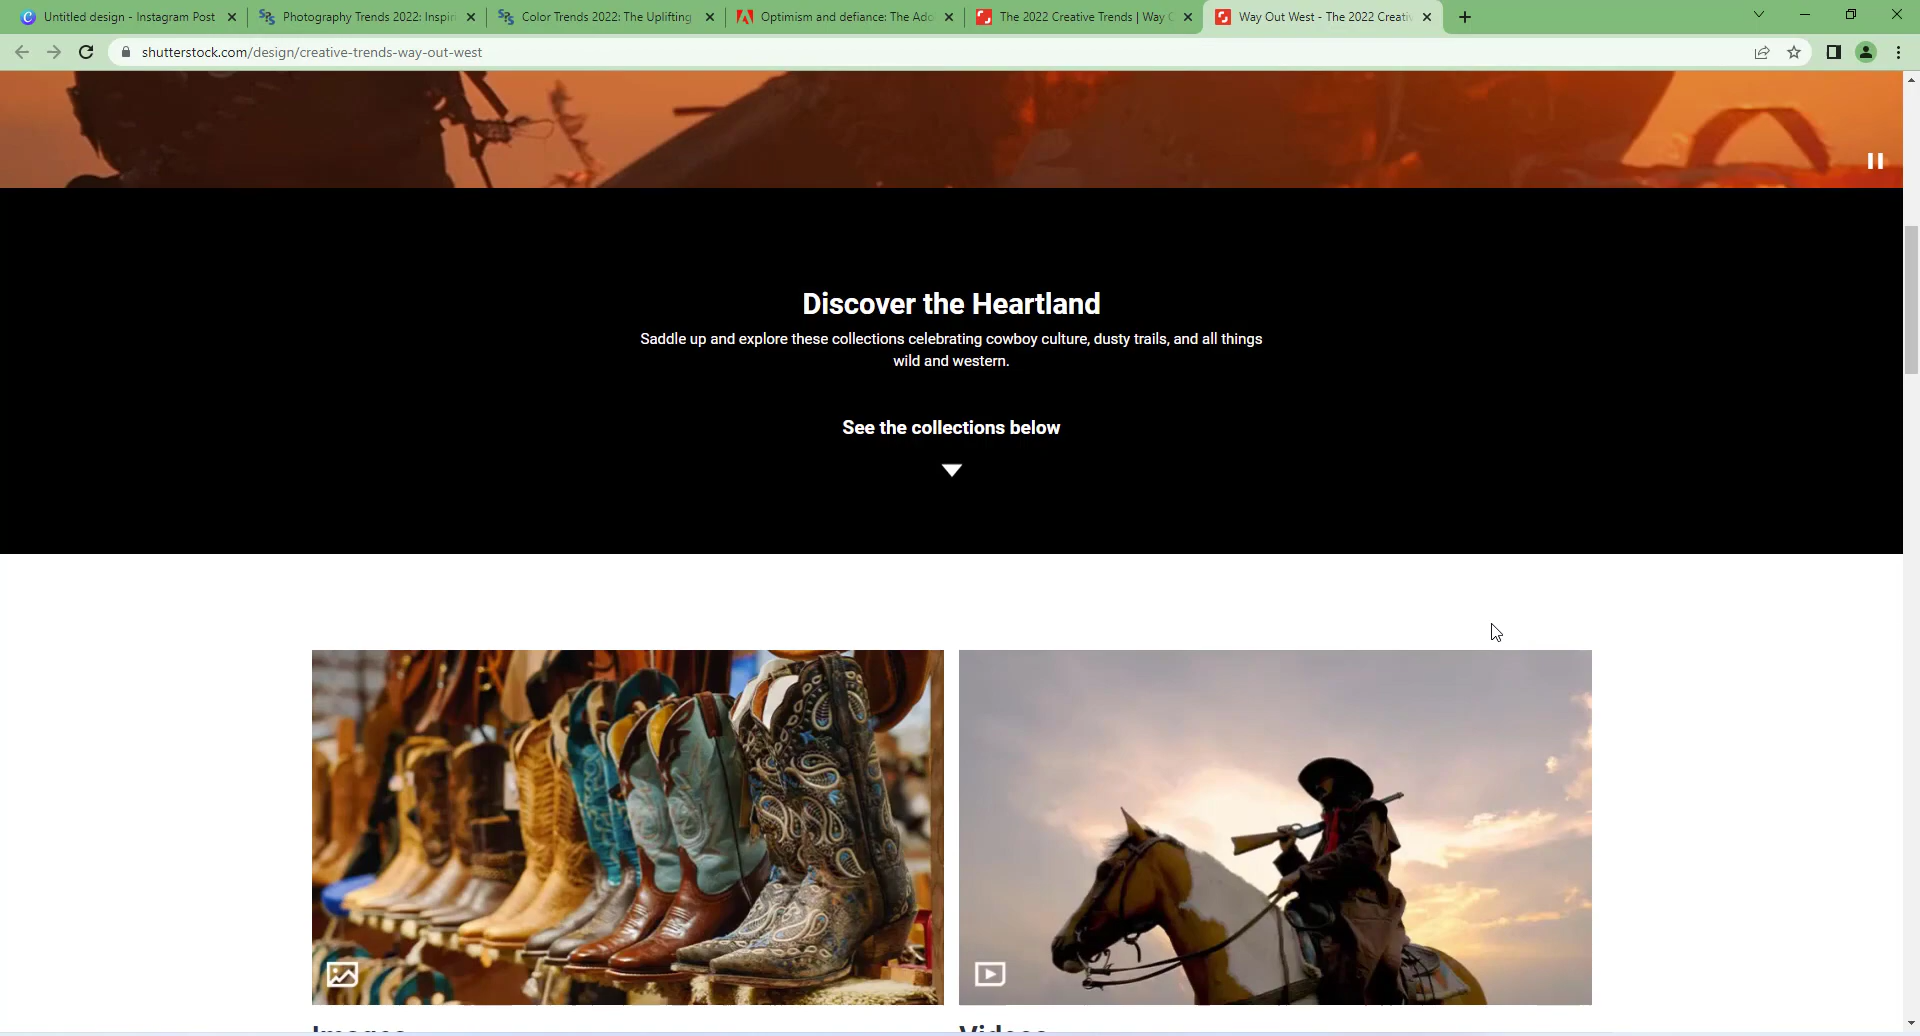 Untitled design - Instagram Post
Photography Trends 2022: Inspir
Color Trends 2022: The Uplifting
Optimism and defiance: The Ado
The 2022 Creative Trends | Way O
Way Out West - The 2022 Creativ
shutterstock.com/design/creative-trends-way-out-west
Discover the Heartland
Saddle up and explore these collections celebrating cowboy culture, dusty trails, and all things
wild and western.
See the collections below
Images
Videos